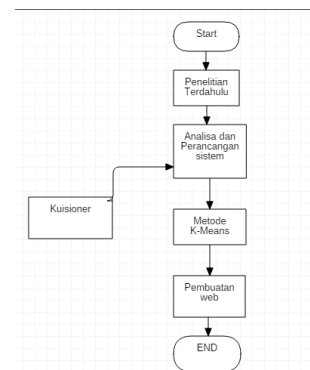 Start
Penelitian
Terdahulu
Analisa dan
Perancangan
sistem
Kuisioner
Metode
K-Means
Pembuatan
web
END